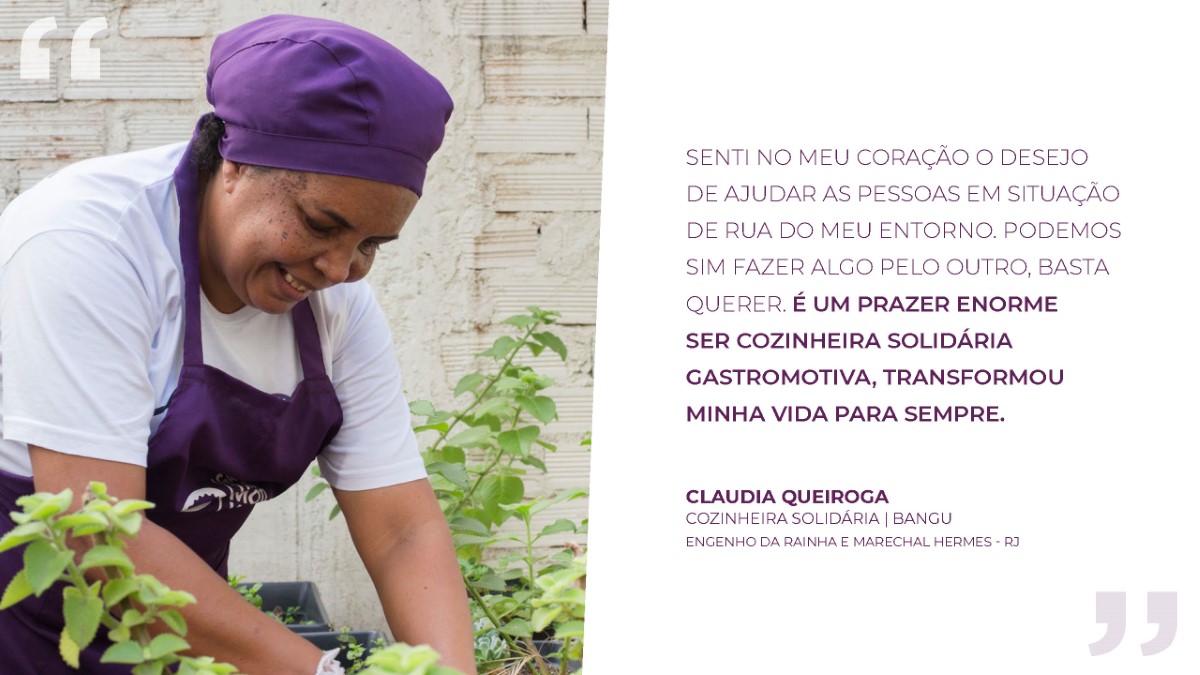 SENTI NO MEU CORAÇÃO O DESEJO
DE AJUDAR AS PESSOAS EM SITUAÇÃO
DE RUA DO MEU ENTORNO. PODEMOS
SIM FAZER ALGO PELO OUTRO, BASTA
QUERER. É UM PRAZER ENORME
SER COZINHEIRA SOLIDÁRIA
GASTROMOTIVA, TRANSFORMOU
MINHA VIDA PARA SEMPRE.
CLAUDIA QUEIROGA
COZINHEIRA SOLIDÁRIA | BANGU
ENGENHO DA RAINHA E MARECHAL HERMES - RJ